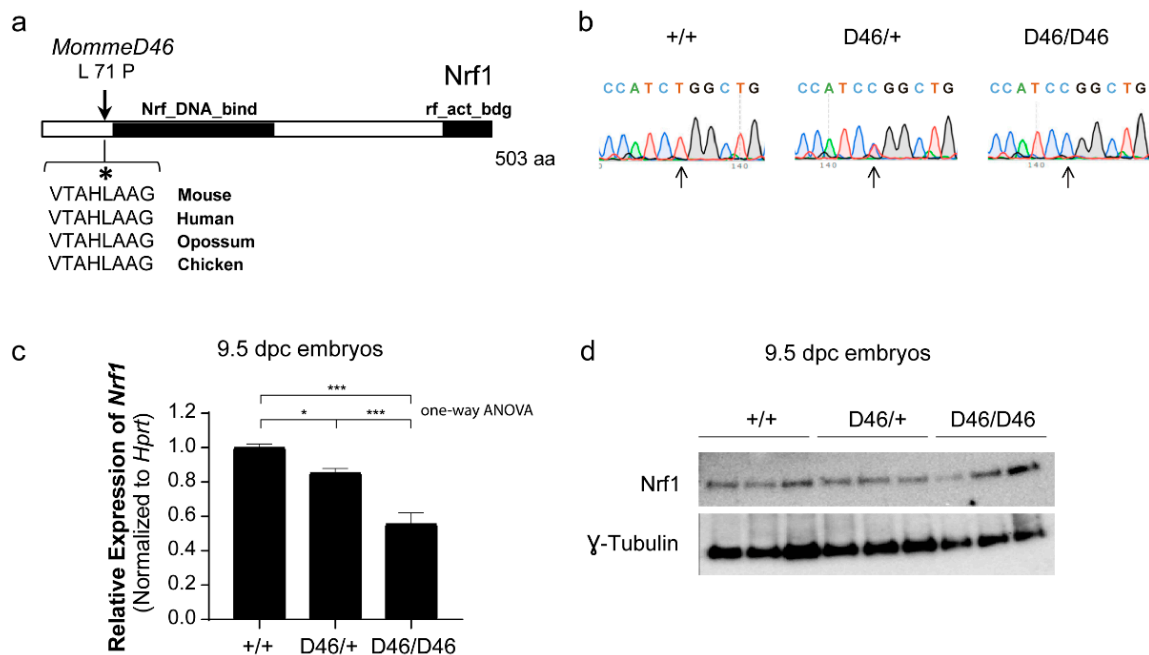 a
MommeD46
L 71 P
Nrf1
Nrf_DNA_bind
rf_act_bdg
503 aa
*
VTAHLAAG Mouse
VTAHLAAG Human
VTAHLAAG Opossum
VTAHLAAG Chicken
b
+/+ D46/+ D46/D46
CCATCTGGCTG CCATCCGGCTG CCATCCGGCTG
140 140 140
c
9.5 dpc embryos
***
* *** one-way ANOVA
Relative Expression of Nrf1
(Normalized to Hprt)
1.2
1.0
0.8
0.6
0.4
0.2
0.0
+/+ D46/+ D46/D46
d
9.5 dpc embryos
+/+ D46/+ D46/D46
Nrf1
Ɣ-Tubulin